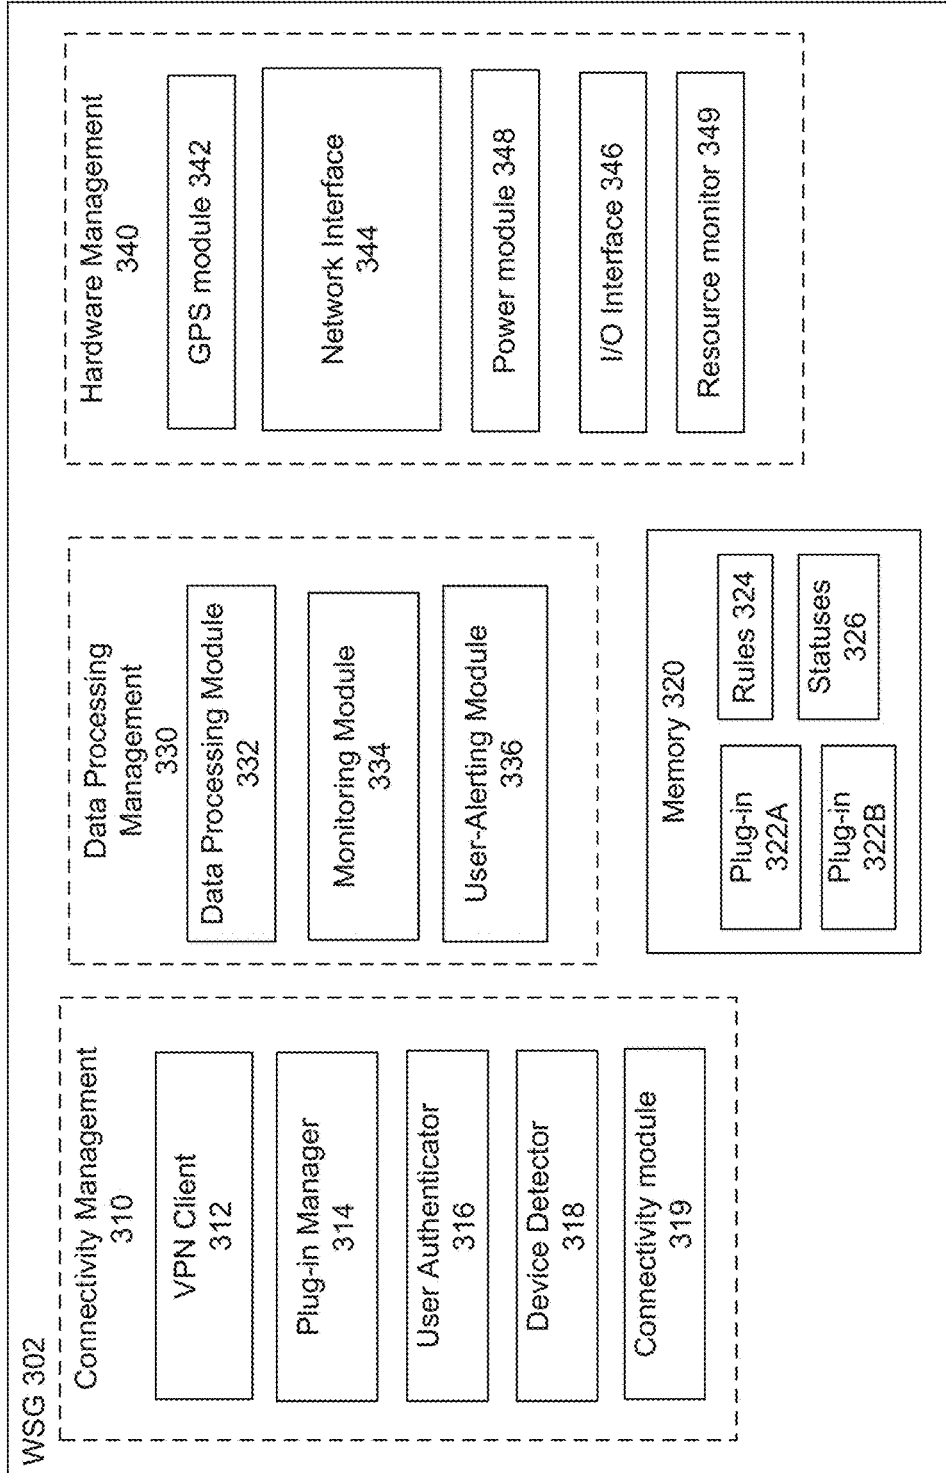 WSG 302
Connectivity Management
310
VPN Client
312
Plug-in Manager
314
User Authenticator
316
Device Detector
318
Connectivity module
319
Data Processing
Management
330
Data Processing Module
332
Monitoring Module
334
User-Alerting Module
336
Memory 320
Plug-in
322A
Rules 324
Plug-in
322B
Statuses
326
Hardware Management
340
GPS module 342
Network Interface
344
Power module 348
I/O Interface 346
Resource monitor 349